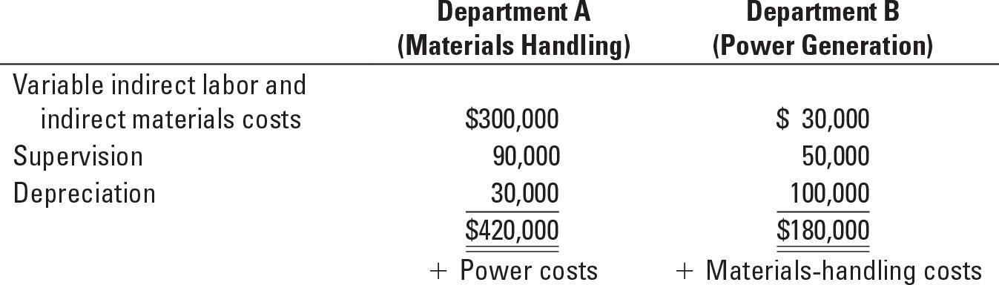 Department A Department B
(Materials Handling) (Power Generation)
Variable indirect labor and
indirect materials costs $300,000 $ 30,000
Supervision 90,000 50,000
Depreciation 30,000 100,000
$420,000 $180,000
+ Power costs + Materials-handling costs